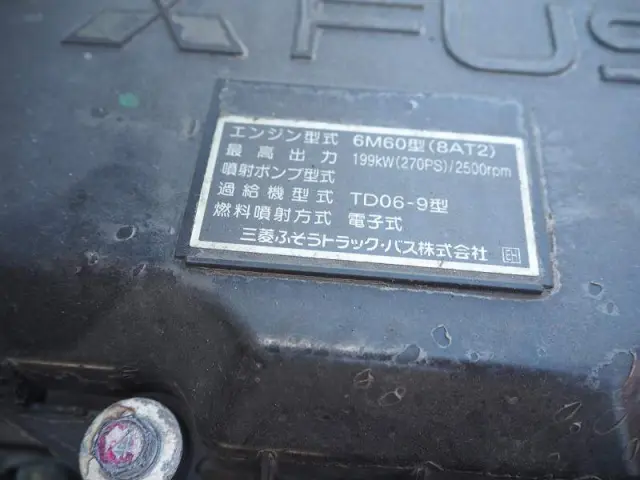 FUS
エンジン型式 6M60型(8AT2)
最高出力 199kW(270PS)/2500rpm
噴射ポンプ型式
過給機型式 TD06-9型
燃料噴射方式 電子式
三菱ふそうトラック・バス株式会社